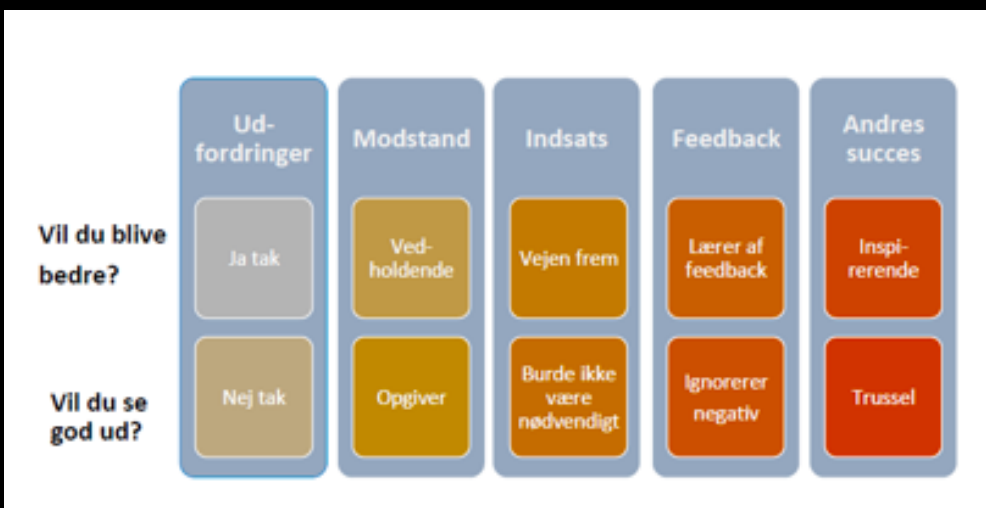 Ud-
fordringer
Modstand
Indsats
Feedback
Andres
succes
Vil du blive
bedre?
Ja tak
Ved-
holdende
Vejen frem
Lærer af
feedback
Inspi-
rerende
Vil du se
god ud?
Nej tak
Opgiver
Burde ikke
være
nødvendigt
Ignorerer
negativ
Trussel